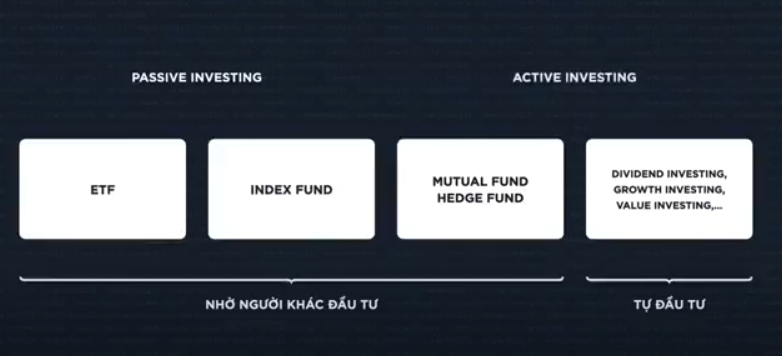 PASSIVE INVESTING
ACTIVE INVESTING
ETF
INDEX FUND
MUTUAL FUND
HEDGE FUND
DIVIDEND INVESTING,
GROWTH INVESTING,
VALUE INVESTING,...
NHỜ NGƯỜI KHÁC ĐẦU TƯ
TỰ ĐẦU TƯ